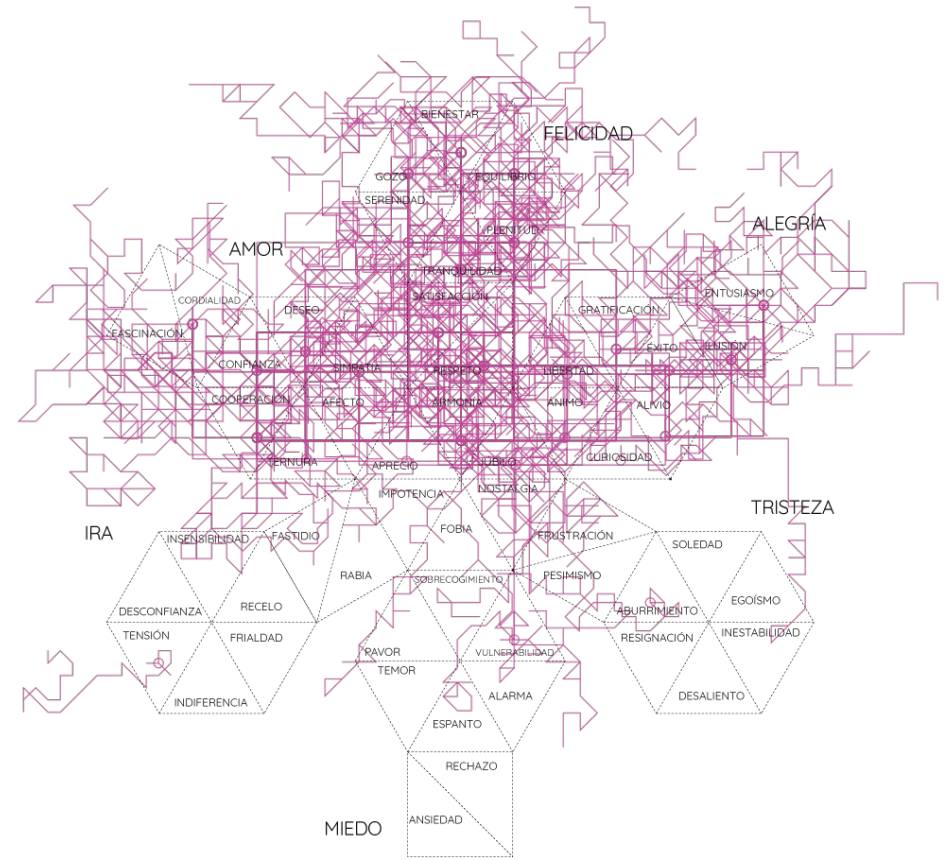 BIENESTAR
FELICIDAD
GOZO
EQUILIBRIO
SERENIDAD
ALEGRÍA
PLENITUD
AMOR
TRANQUILIDAD
ENTUSIASMO
SATISFACCIÓN
CORDIALIDAD
DESEO
GRATIFICACIÓN
FASCINACIÓN
ÉXITO
ILUSIÓN
CONFIANZA
SIMPATÍA
RESPETO
LIBERTAD
COOPERACIÓN
AFECTO
ARMONÍA
ÁNIMO
ALIVIO
TERNURA
APRECIO
JÚBILO
CURIOSIDAD
IMPOTENCIA
NOSTALGIA
TRISTEZA
IRA
INSENSIBILIDAD
FASTIDIO
FOBIA
FRUSTRACIÓN
SOLEDAD
RABIA
SOBRECOGIMIENTO
PESIMISMO
DESCONFIANZA
RECELO
ABURRIMIENTO
EGOÍSMO
TENSIÓN
FRIALDAD
RESIGNACIÓN
INESTABILIDAD
PAVOR
VULNERABILIDAD
TEMOR
INDIFERENCIA
ALARMA
DESALIENTO
ESPANTO
RECHAZO
ANSIEDAD
MIEDO